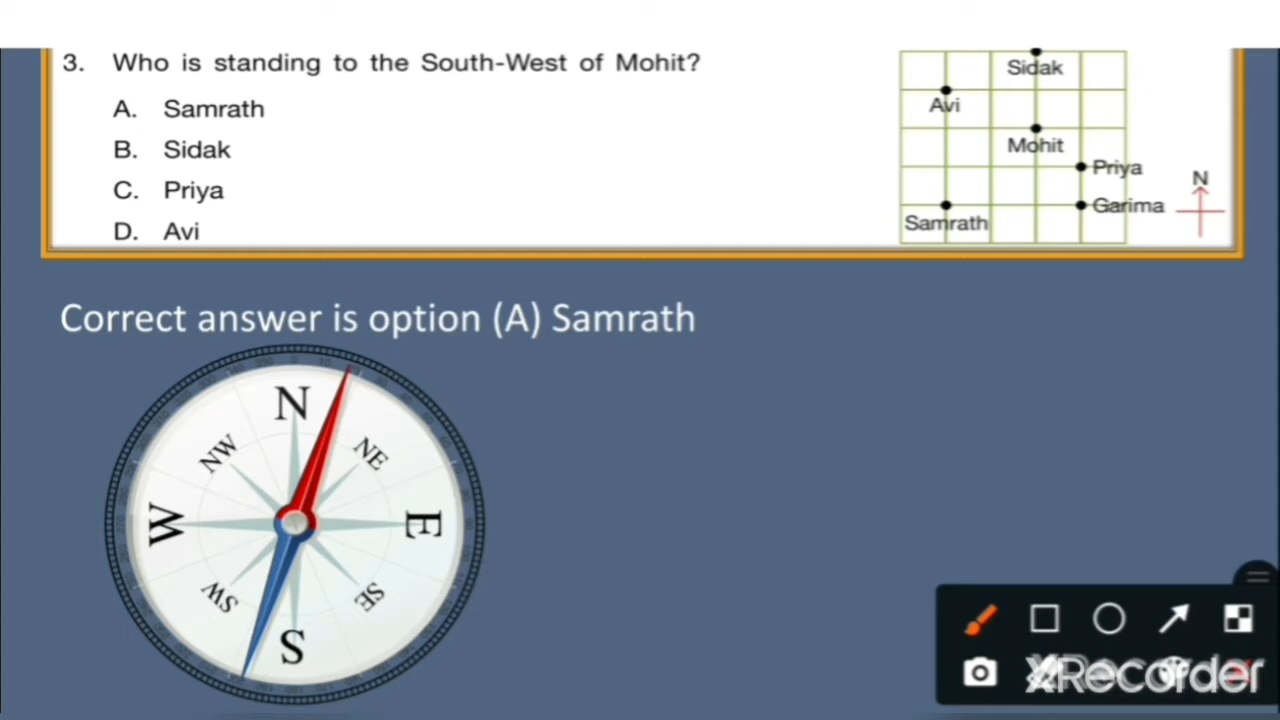 3. Who is standing to the South-West of Mohit?
A. Samrath
B. Sidak
C. Priya
D. Avi
Sidak
Avi
Mohit
Priya
Garima
Samrath
N
Correct answer is option (A) Samrath
N
NW
NE
W
E
SW
SE
S
XRecorder